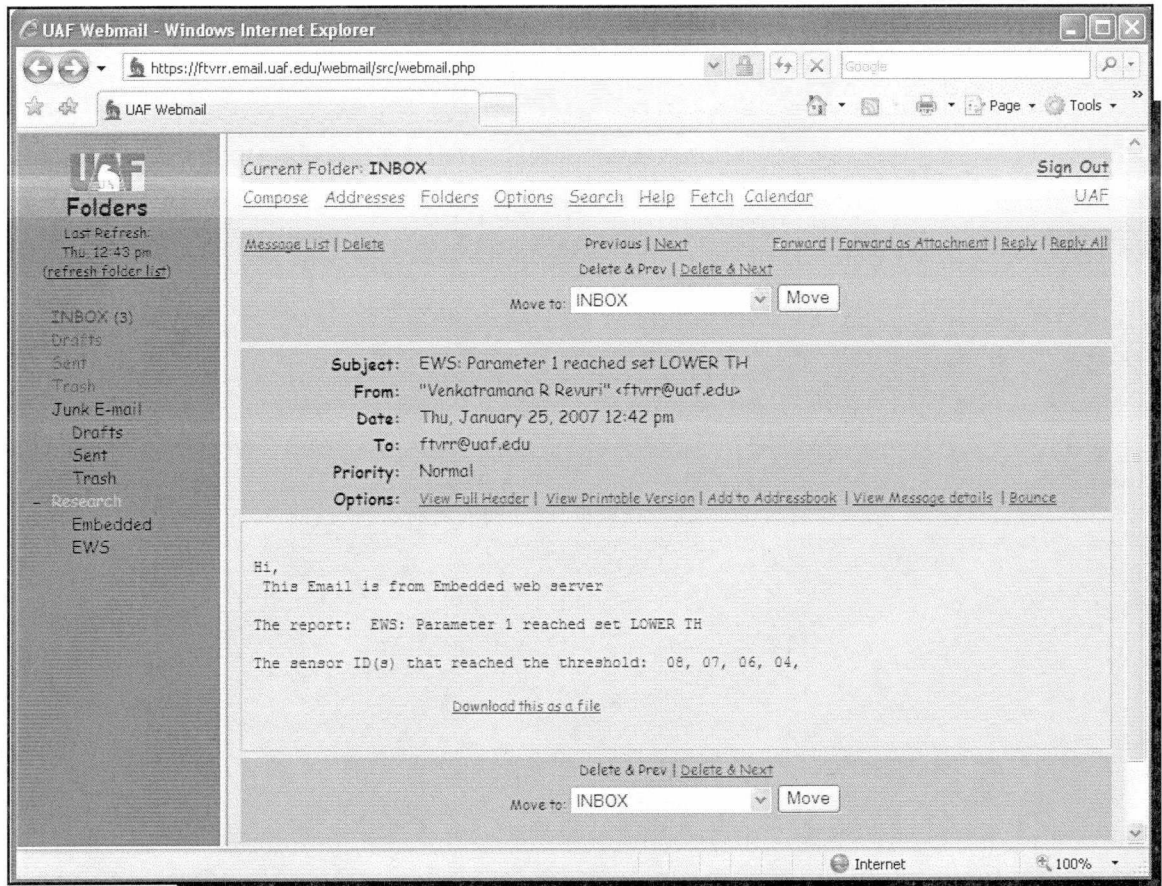 UAF Webmail - Windows Internet Explorer
https://ftvrr.email.uaf.edu/webmail/src/webmail.php
Google
UAF Webmail
Page
Tools
»
UAF
Folders
Last Refresh:
Thu, 12:43 pm
(refresh folder list)
INBOX (3)
Drafts
Sent
Trash
Junk E-mail
Drafts
Sent
Trash
- Research
Embedded
EWS
Current Folder: INBOX
Sign Out
Compose Addresses Folders Options Search Help Fetch Calendar
UAF
Message List | Delete
Previous | Next
Forward | Forward as Attachment | Reply | Reply All
Delete & Prev | Delete & Next
Move to: INBOX Move
Subject: EWS: Parameter 1 reached set LOWER TH
From: "Venkatramana R Revuri" <ftvrr@uaf.edu>
Date: Thu, January 25, 2007 12:42 pm
To: ftvrr@uaf.edu
Priority: Normal
Options: View Full Header | View Printable Version | Add to Addressbook | View Message details | Bounce
Hi,
This Email is from Embedded web server
The report: EWS: Parameter 1 reached set LOWER TH
The sensor ID(s) that reached the threshold: 08, 07, 06, 04,
Download this as a file
Delete & Prev | Delete & Next
Move to: INBOX Move
Internet
100%